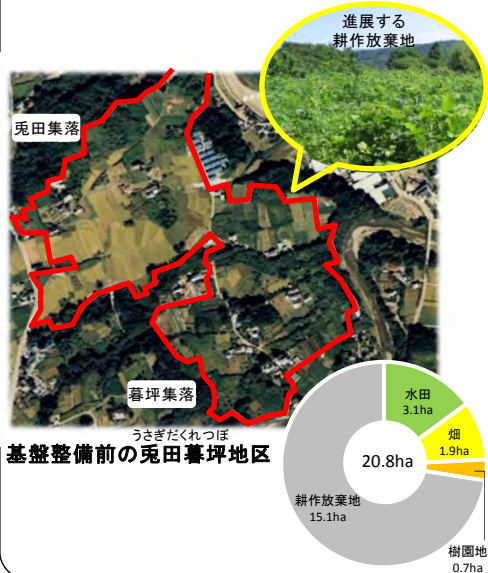 進展する
耕作放棄地
兎田集落
暮坪集落
うさぎだくれつぼ
基盤整備前の兎田暮坪地区
水田
3.1ha
畑
1.9ha
20.8ha
耕作放棄地
15.1ha
樹園地
0.7ha